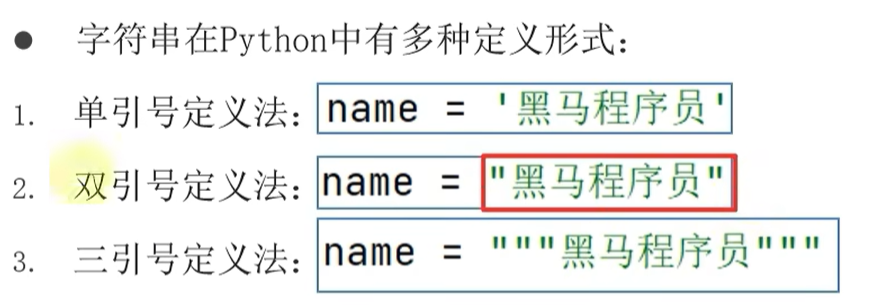 ● 字符串在Python中有多种定义形式：
1. 单引号定义法：name = '黑马程序员'
2. 双引号定义法：name = "黑马程序员"
3. 三引号定义法：name = """黑马程序员"""